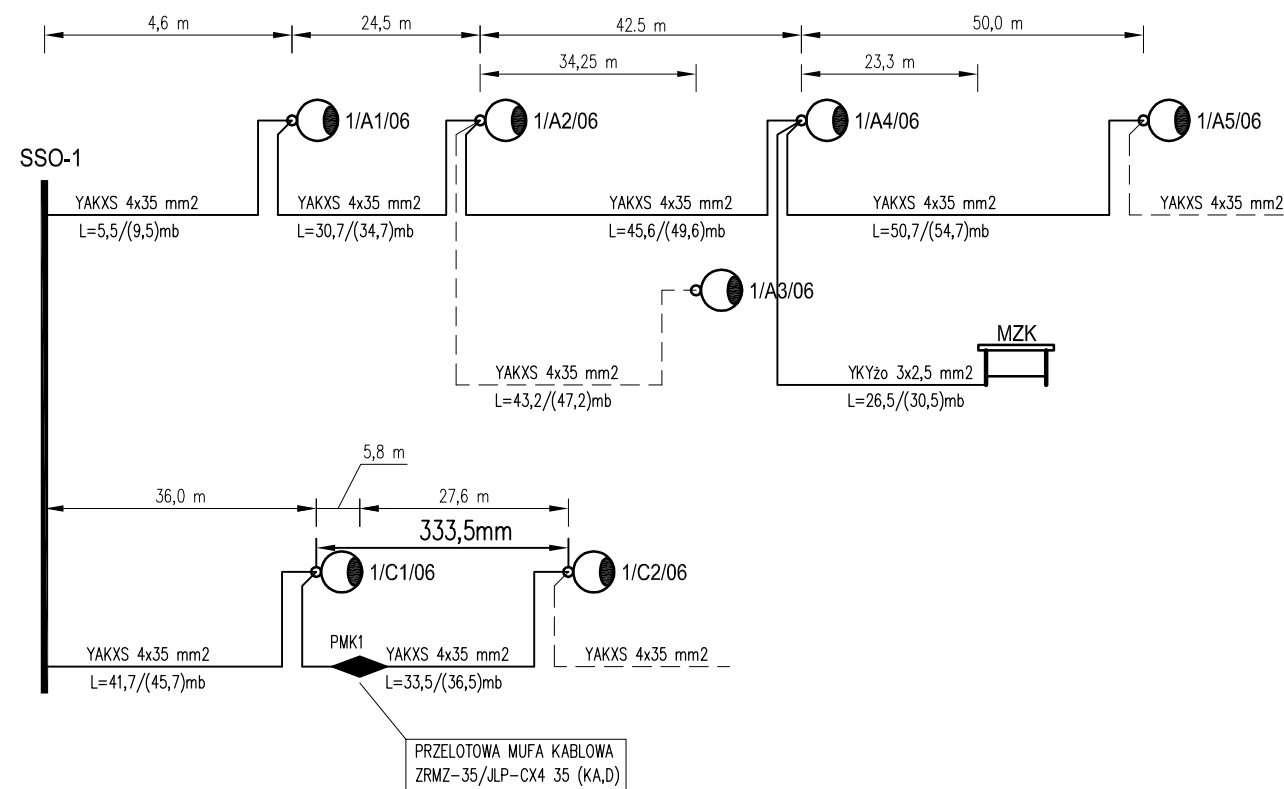 4,6 m
24,5 m
42.5 m
50,0 m
34,25 m
23,3 m
1/A1/06
1/A2/06
1/A4/06
1/A5/06
SSO-1
YAKXS 4x35 mm2
L=5,5/(9,5)mb
YAKXS 4x35 mm2
L=30,7/(34,7)mb
YAKXS 4x35 mm2
L=45,6/(49,6)mb
YAKXS 4x35 mm2
L=50,7/(54,7)mb
YAKXS 4x35 mm2
1/A3/06
MZK
YAKXS 4x35 mm2
L=43,2/(47,2)mb
YKYżo 3x2,5 mm2
L=26,5/(30,5)mb
5,8 m
36,0 m
27,6 m
333,5mm
1/C1/06
1/C2/06
PMK1
YAKXS 4x35 mm2
L=41,7/(45,7)mb
YAKXS 4x35 mm2
L=33,5/(36,5)mb
YAKXS 4x35 mm2
PRZELOTOWA MUFA KABLOWA
ZRMZ-35/JLP-CX4 35 (KA,D)